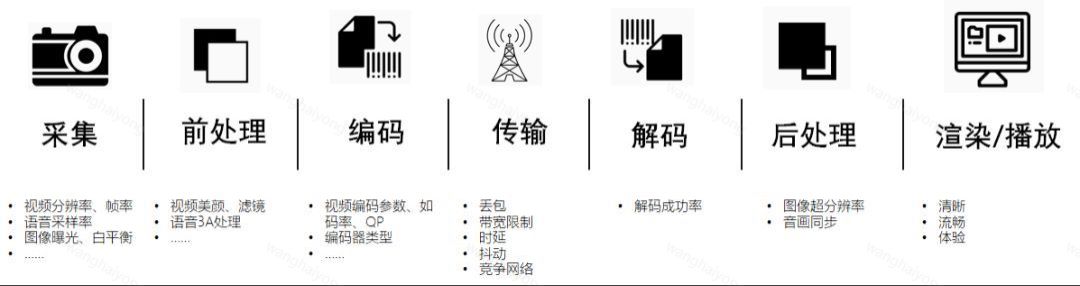 采集
前处理
编码
传输
解码
后处理
渲染/播放
• 视频分辨率、帧率
• 语音采样率
• 图像曝光、白平衡
• ......
• 视频美颜、滤镜
• 语音3A处理
• ......
• 视频编码参数、如
码率、QP
• 编码器类型
• ......
• 丢包
• 带宽限制
• 时延
• 抖动
• 竞争网络
• 解码成功率
• 图像超分辨率
• 音画同步
• 清晰
• 流畅
• 体验